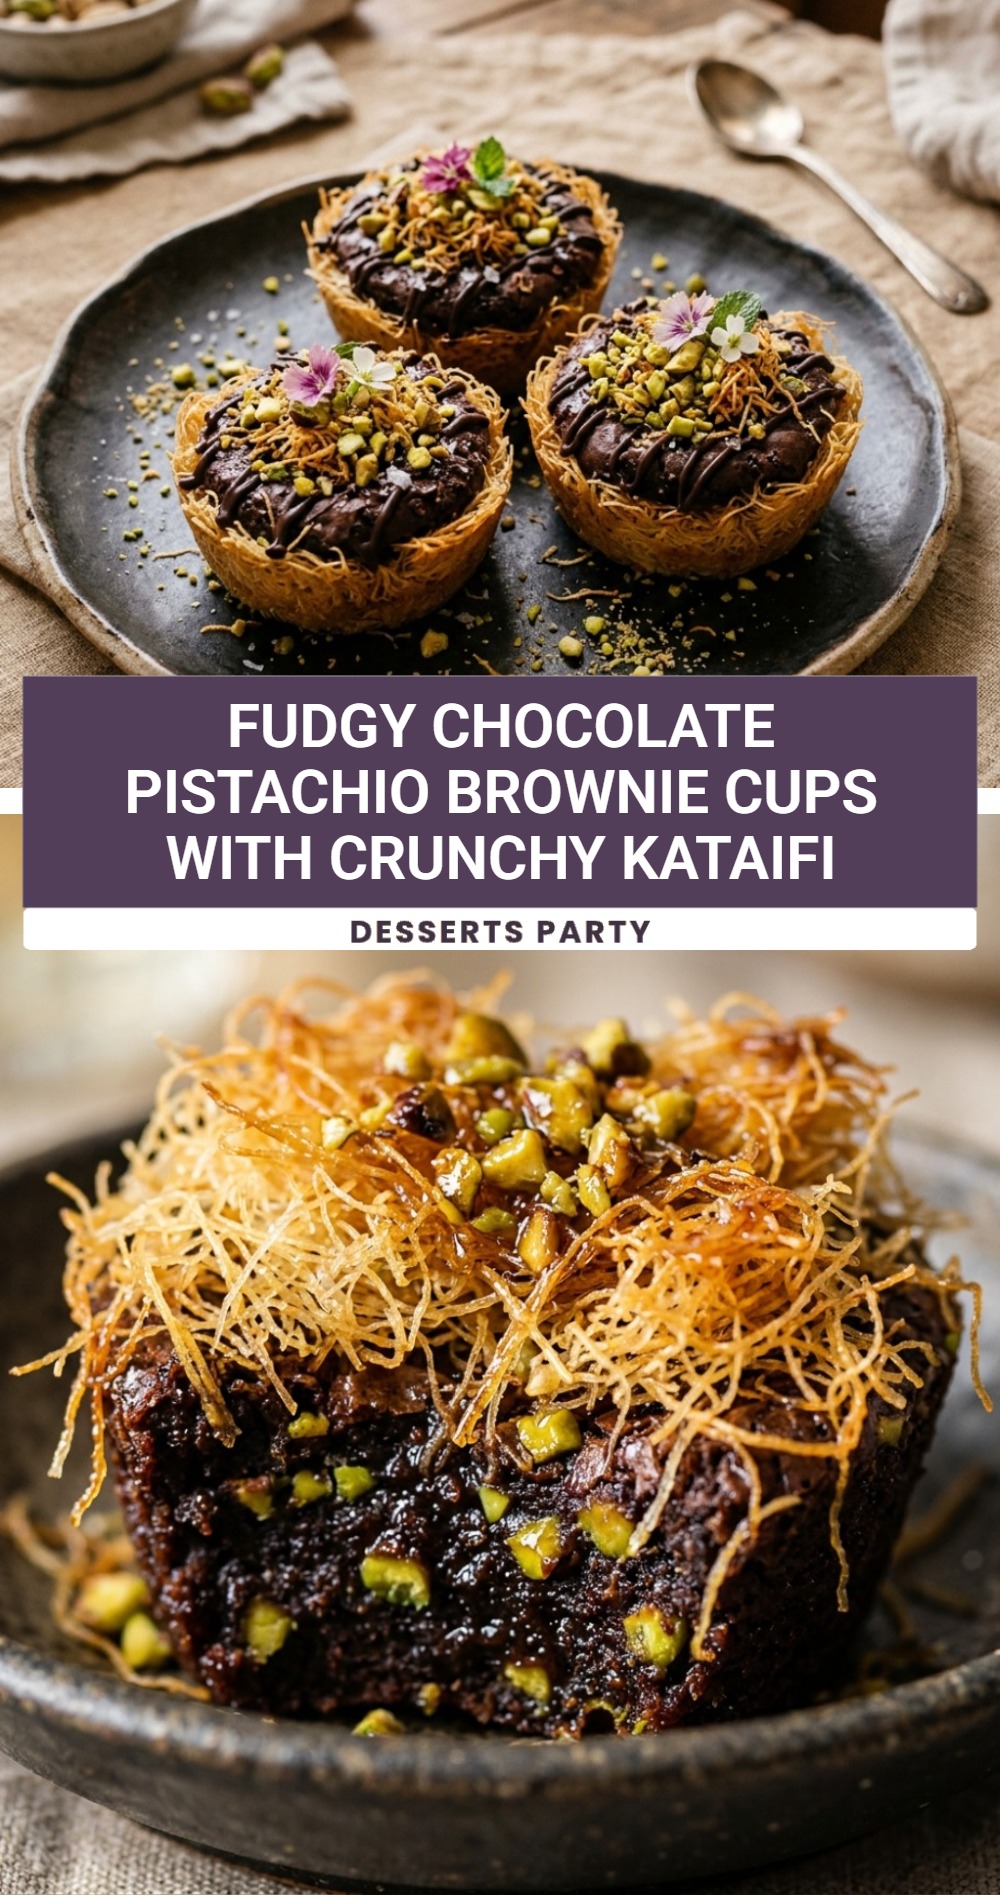 FUDGY CHOCOLATE
PISTACHIO BROWNIE CUPS
WITH CRUNCHY KATAIFI
DESSERTS PARTY